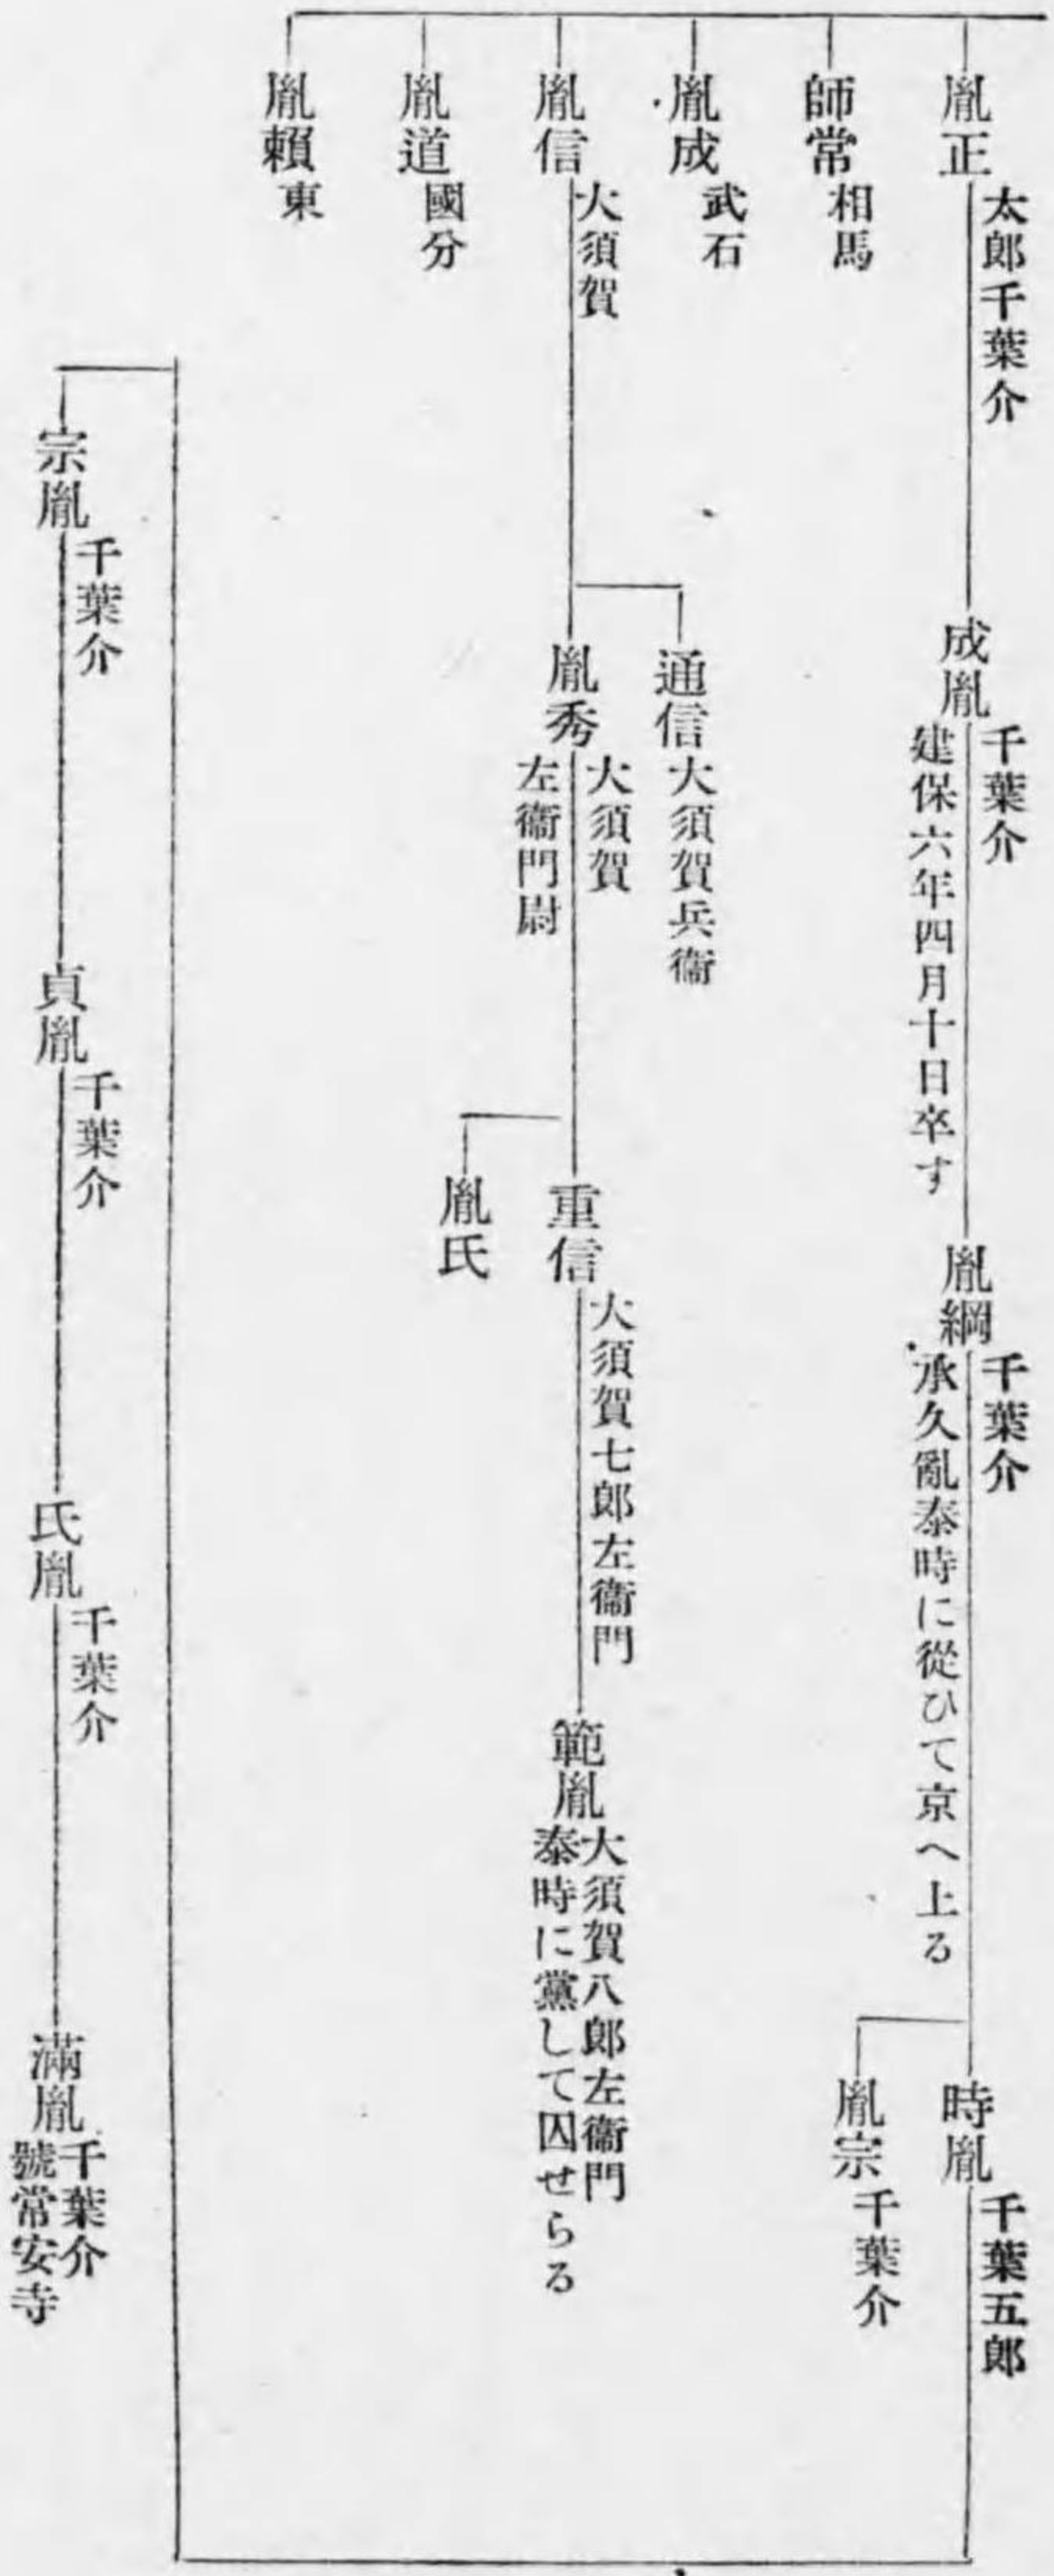 胤正
太郎千葉介
成胤
千葉介
建保六年四月十日卒す
胤綱
千葉介
承久亂泰時に從ひて京へ上る
時胤
千葉五郎
胤宗
千葉介
師常
相馬
胤成
武石
胤信
大須賀
通信
大須賀兵衞
胤秀
大須賀
左衞門尉
重信
大須賀七郎左衞門
胤氏
範胤
大須賀八郎左衞門
泰時に黨して囚せらる
胤道
國分
胤賴
東
宗胤
千葉介
貞胤
千葉介
氏胤
千葉介
滿胤
千葉介
號常安寺